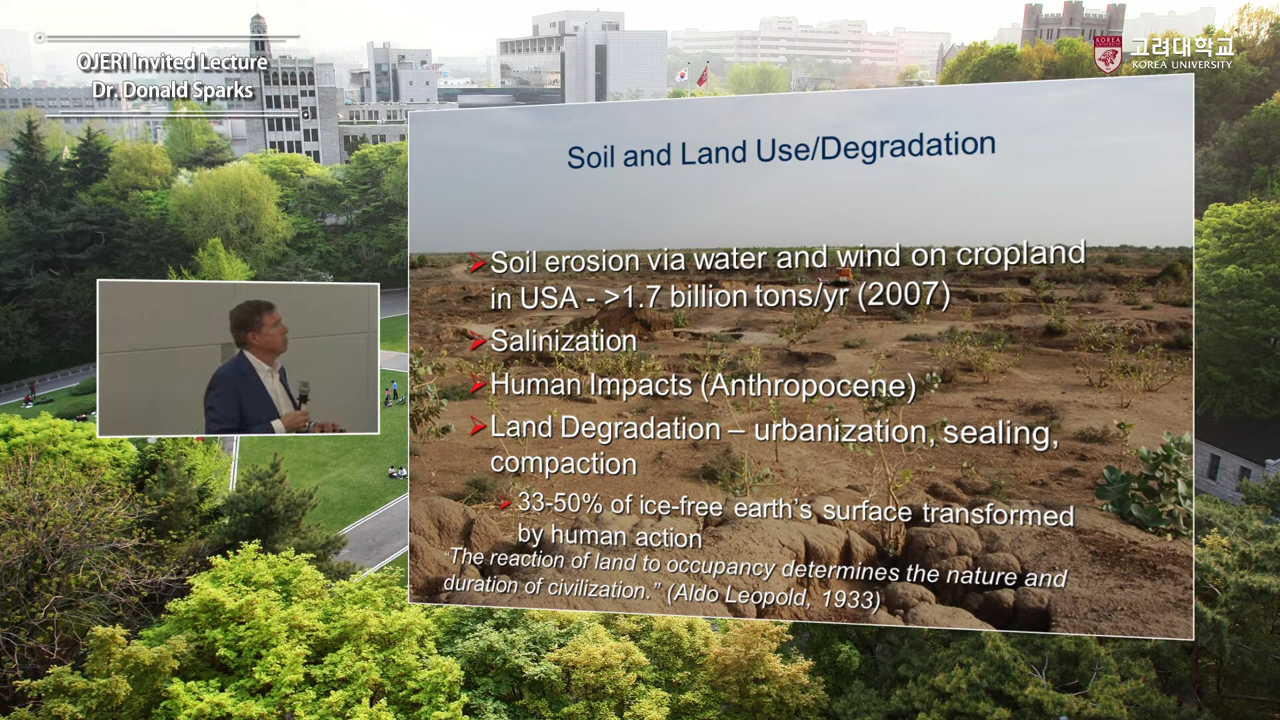 OJERI Invited Lecture
Dr. Donald Sparks
고려대학교
KOREA UNIVERSITY
KOREA
Soil and Land Use/Degradation
Soil erosion via water and wind on cropland
in USA - >1.7 billion tons/yr (2007)
Salinization
Human Impacts (Anthropocene)
Land Degradation – urbanization, sealing,
compaction
33-50% of ice-free earth's surface transformed
by human action
“The reaction of land to occupancy determines the nature and
duration of civilization.” (Aldo Leopold, 1933)